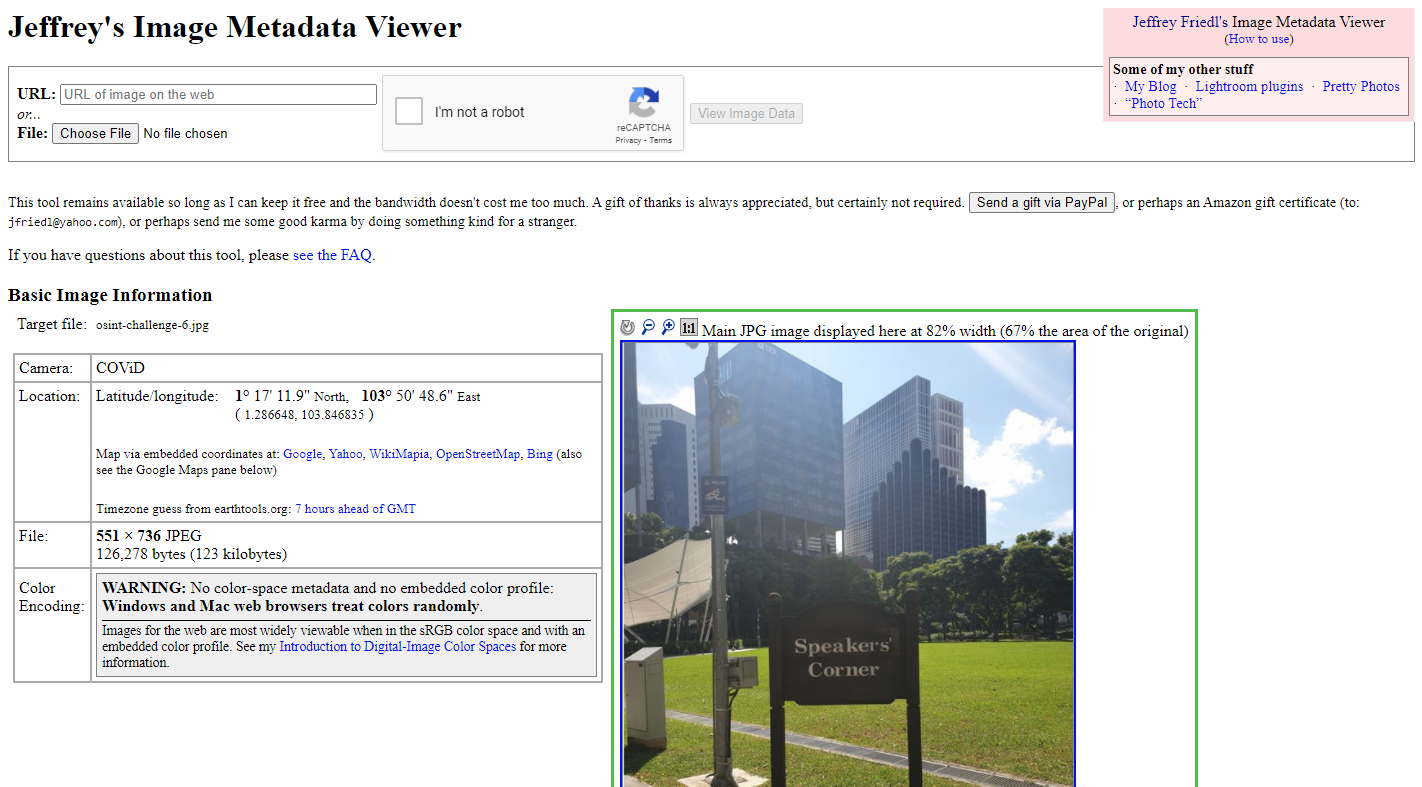 Jeffrey's Image Metadata Viewer
Jeffrey Friedl's Image Metadata Viewer
(How to use)
Some of my other stuff
· My Blog · Lightroom plugins · Pretty Photos
· “Photo Tech”
URL: URL of image on the web
or...
File: Choose File No file chosen
I'm not a robot
reCAPTCHA
Privacy - Terms
View Image Data
This tool remains available so long as I can keep it free and the bandwidth doesn't cost me too much. A gift of thanks is always appreciated, but certainly not required. Send a gift via PayPal, or perhaps an Amazon gift certificate (to:
jfriedl@yahoo.com), or perhaps send me some good karma by doing something kind for a stranger.
If you have questions about this tool, please see the FAQ.
Basic Image Information
Target file: osint-challenge-6.jpg
Camera: COViD
Location: Latitude/longitude: 1° 17' 11.9" North, 103° 50' 48.6" East
( 1.286648, 103.846835 )
Map via embedded coordinates at: Google, Yahoo, WikiMapia, OpenStreetMap, Bing (also
see the Google Maps pane below)
Timezone guess from earthtools.org: 7 hours ahead of GMT
File: 551 × 736 JPEG
126,278 bytes (123 kilobytes)
Color
Encoding:
WARNING: No color-space metadata and no embedded color profile:
Windows and Mac web browsers treat colors randomly.
Images for the web are most widely viewable when in the sRGB color space and with an
embedded color profile. See my Introduction to Digital-Image Color Spaces for more
information.
1:1 Main JPG image displayed here at 82% width (67% the area of the original)
Speakers'
Corner